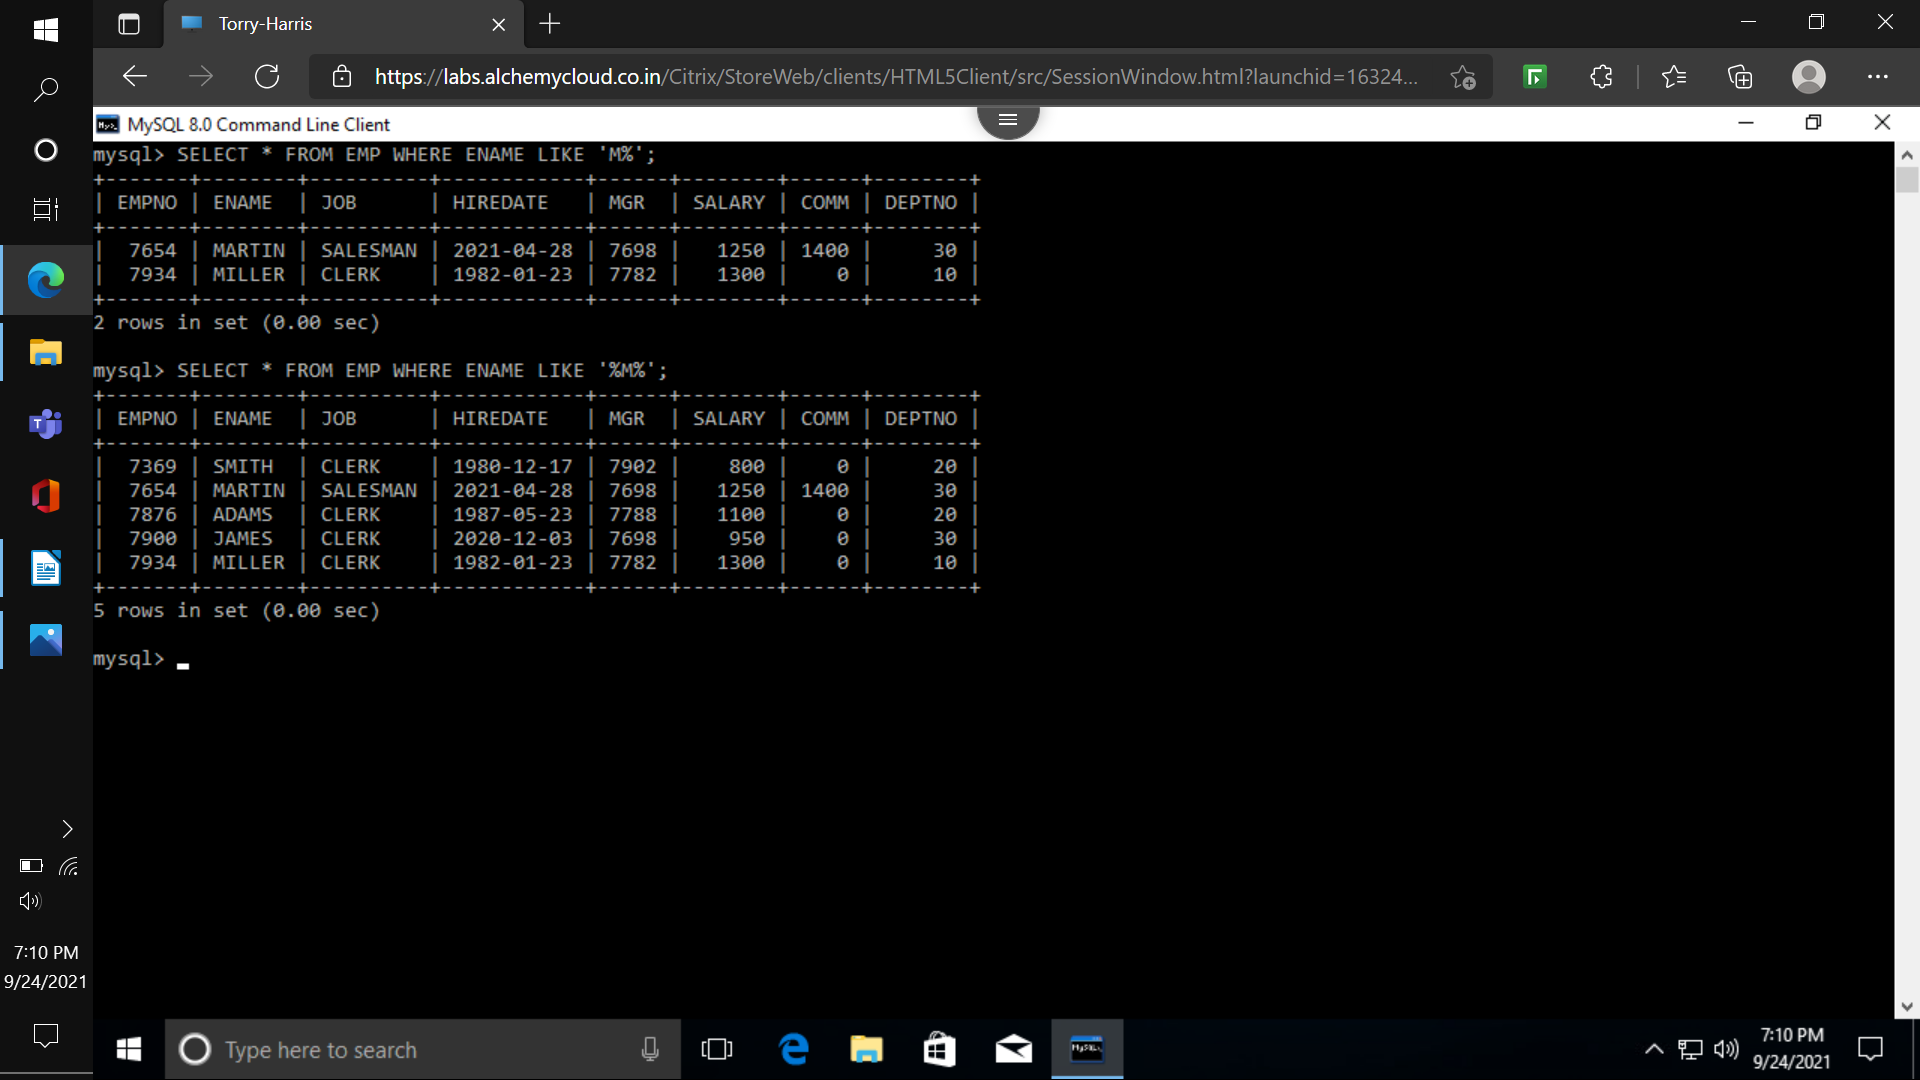 Torry-Harris
https://labs.alchemycloud.co.in/Citrix/StoreWeb/clients/HTML5Client/src/SessionWindow.html?launchid=16324...
MySQL 8.0 Command Line Client
mysql> SELECT * FROM EMP WHERE ENAME LIKE 'M%';
+-------+--------+----------+------------+------+--------+------+--------+
| EMPNO | ENAME  | JOB      | HIREDATE   | MGR  | SALARY | COMM | DEPTNO |
+-------+--------+----------+------------+------+--------+------+--------+
|  7654 | MARTIN | SALESMAN | 2021-04-28 | 7698 |   1250 | 1400 |     30 |
|  7934 | MILLER | CLERK    | 1982-01-23 | 7782 |   1300 |    0 |     10 |
+-------+--------+----------+------------+------+--------+------+--------+
2 rows in set (0.00 sec)
mysql> SELECT * FROM EMP WHERE ENAME LIKE '%M%';
+-------+--------+----------+------------+------+--------+------+--------+
| EMPNO | ENAME  | JOB      | HIREDATE   | MGR  | SALARY | COMM | DEPTNO |
+-------+--------+----------+------------+------+--------+------+--------+
|  7369 | SMITH  | CLERK    | 1980-12-17 | 7902 |    800 |    0 |     20 |
|  7654 | MARTIN | SALESMAN | 2021-04-28 | 7698 |   1250 | 1400 |     30 |
|  7876 | ADAMS  | CLERK    | 1987-05-23 | 7788 |   1100 |    0 |     20 |
|  7900 | JAMES  | CLERK    | 2020-12-03 | 7698 |    950 |    0 |     30 |
|  7934 | MILLER | CLERK    | 1982-01-23 | 7782 |   1300 |    0 |     10 |
+-------+--------+----------+------------+------+--------+------+--------+
5 rows in set (0.00 sec)
mysql> _
7:10 PM
9/24/2021
Type here to search
7:10 PM
9/24/2021